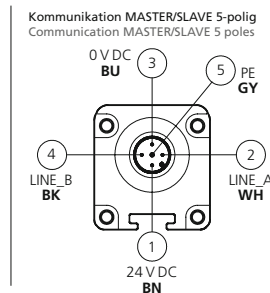 Kommunikation MASTER/SLAVE 5-polig
Communication MASTER/SLAVE 5 poles
0 V DC
BU
3
5
PE
GY
4
LINE_B
BK
2
LINE_A
WH
1
24 V DC
BN